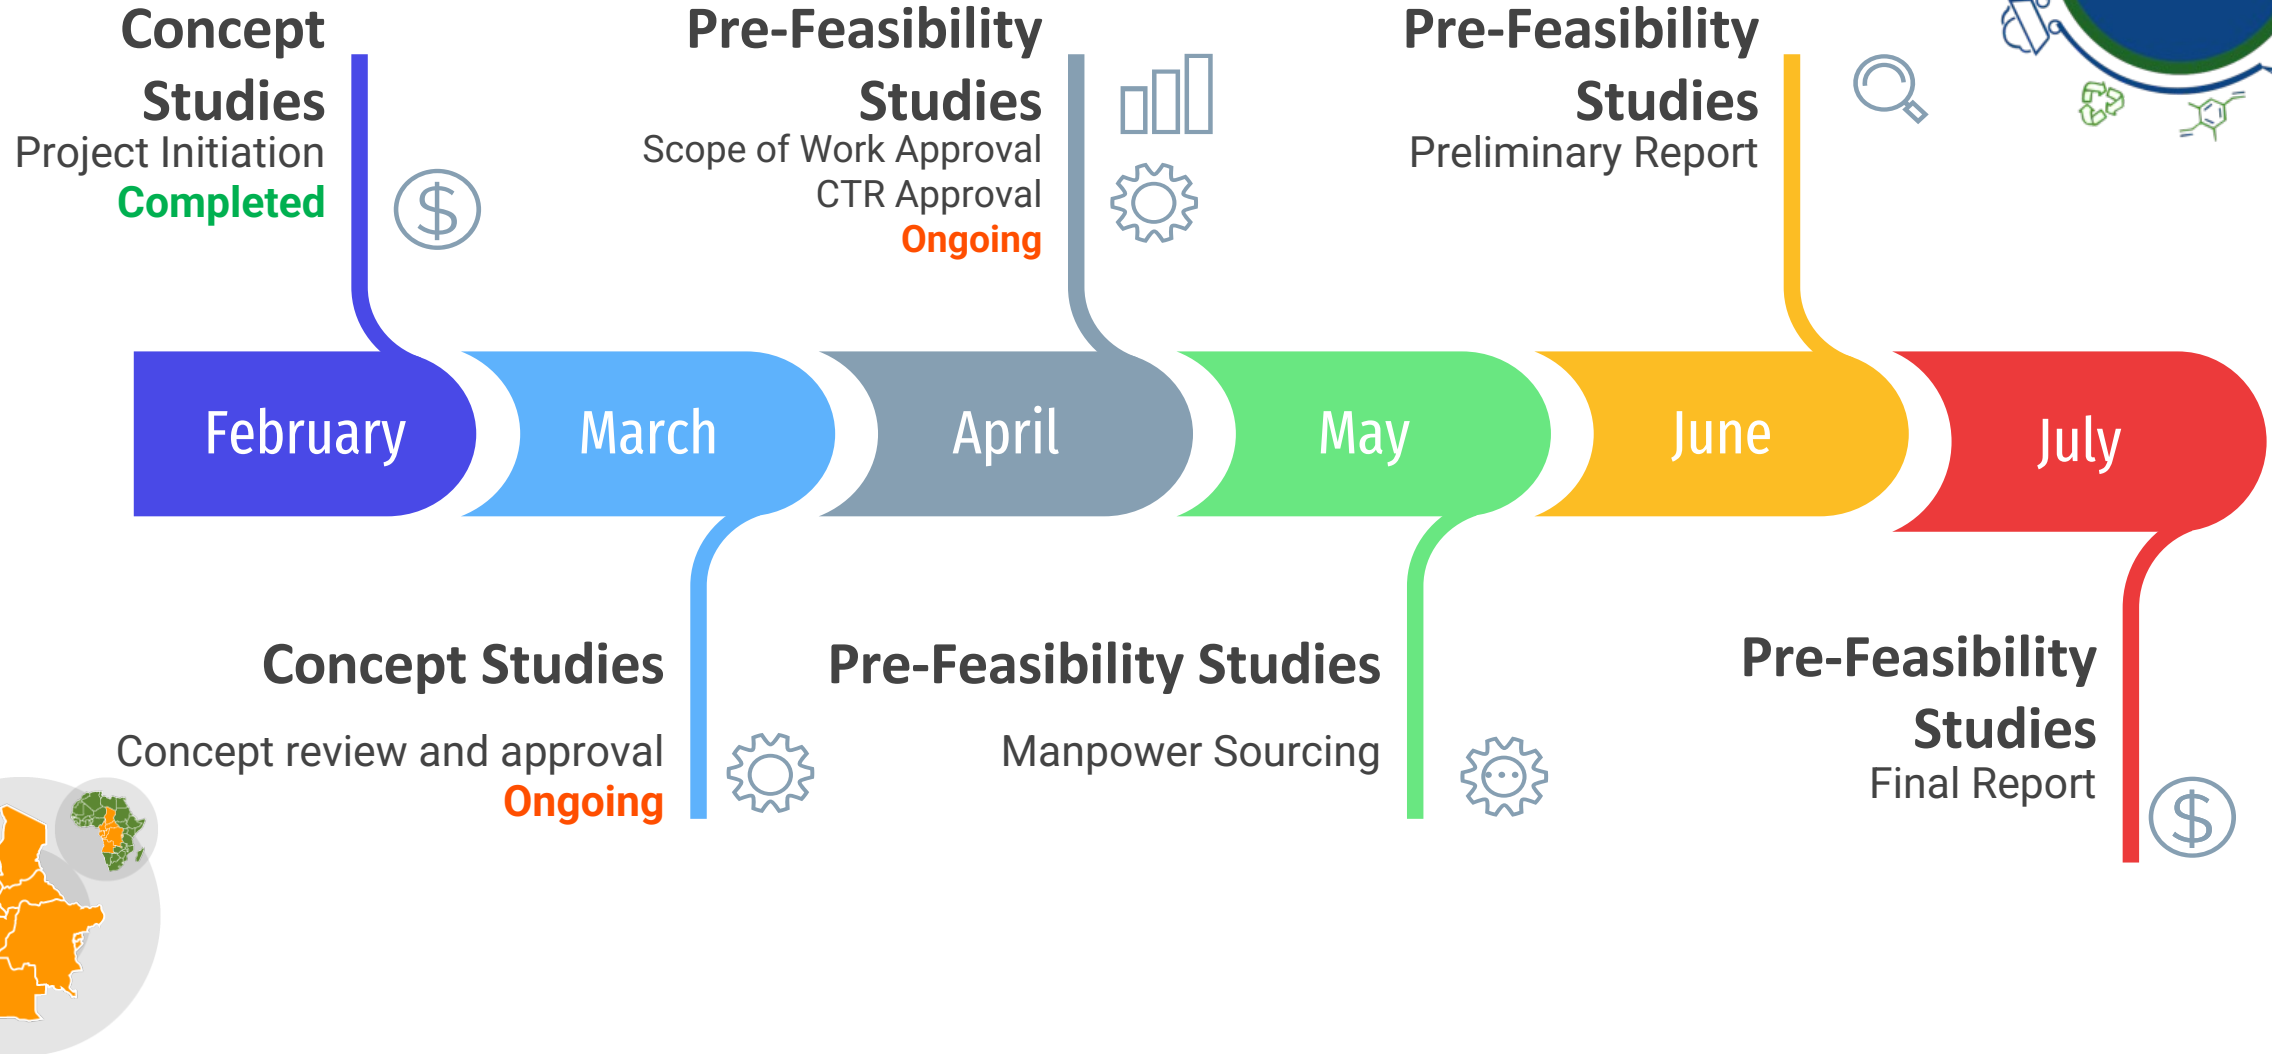 Concept
Studies
Project Initiation
Completed
$
Pre-Feasibility
Studies
Scope of Work Approval
CTR Approval
Ongoing
Pre-Feasibility
Studies
Preliminary Report
February
March
April
May
June
July
Concept Studies
Concept review and approval
Ongoing
Pre-Feasibility Studies
Manpower Sourcing
Pre-Feasibility
Studies
Final Report
$